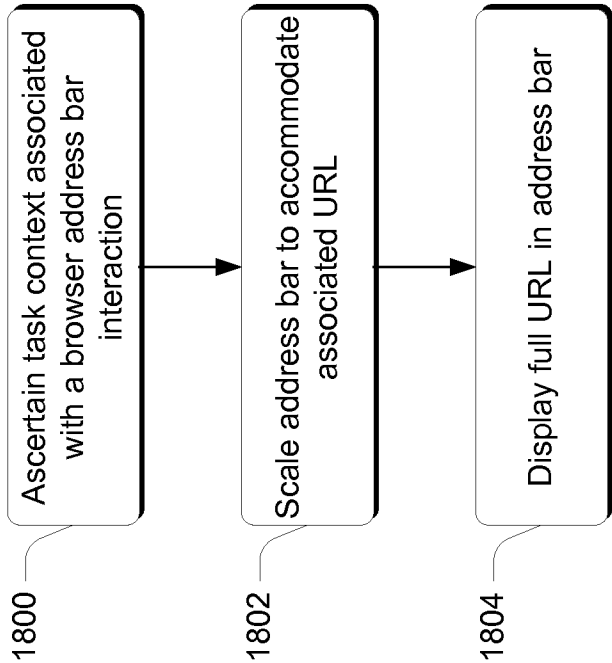 1800
Ascertain task context associated
with a browser address bar
interaction
1802
Scale address bar to accommodate
associated URL
1804
Display full URL in address bar